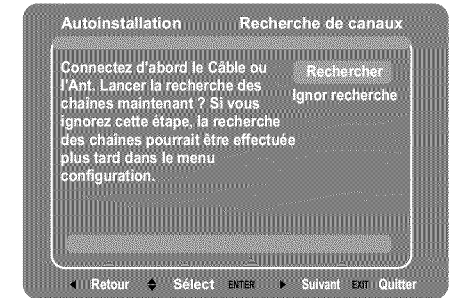 Autoinstallation Recherche de canaux
Connectez d'abord le Câble ou
l'Ant. Lancer la recherche des
chaînes maintenant ? Si vous
ignorez cette étape, la recherche
des chaînes pourrait être effectuée
plus tard dans le menu
configuration.
Rechercher
Ignor recherche
Retour Sélect ENTER Suivant EXIT Quitter